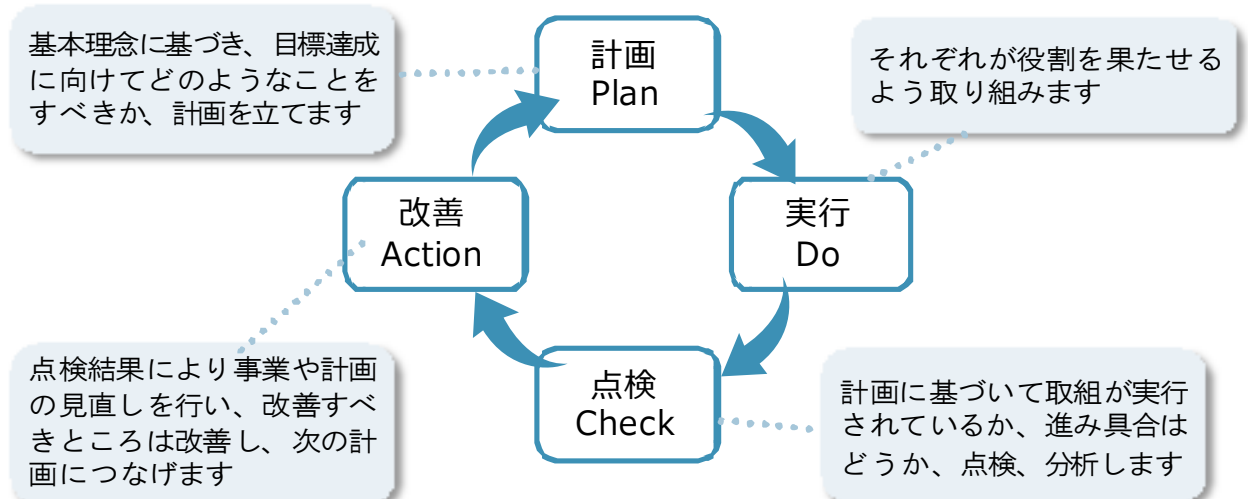 基本理念に基づき、目標達成
に向けてどのようなことを
すべきか、計画を立てます
計画
Plan
それぞれが役割を果たせる
よう取り組みます
改善
Action
実行
Do
点検結果により事業や計画
の見直しを行い、改善すべ
きところは改善し、次の計
画につなげます
点検
Check
計画に基づいて取組が実行
されているか、進み具合は
どうか、点検、分析します